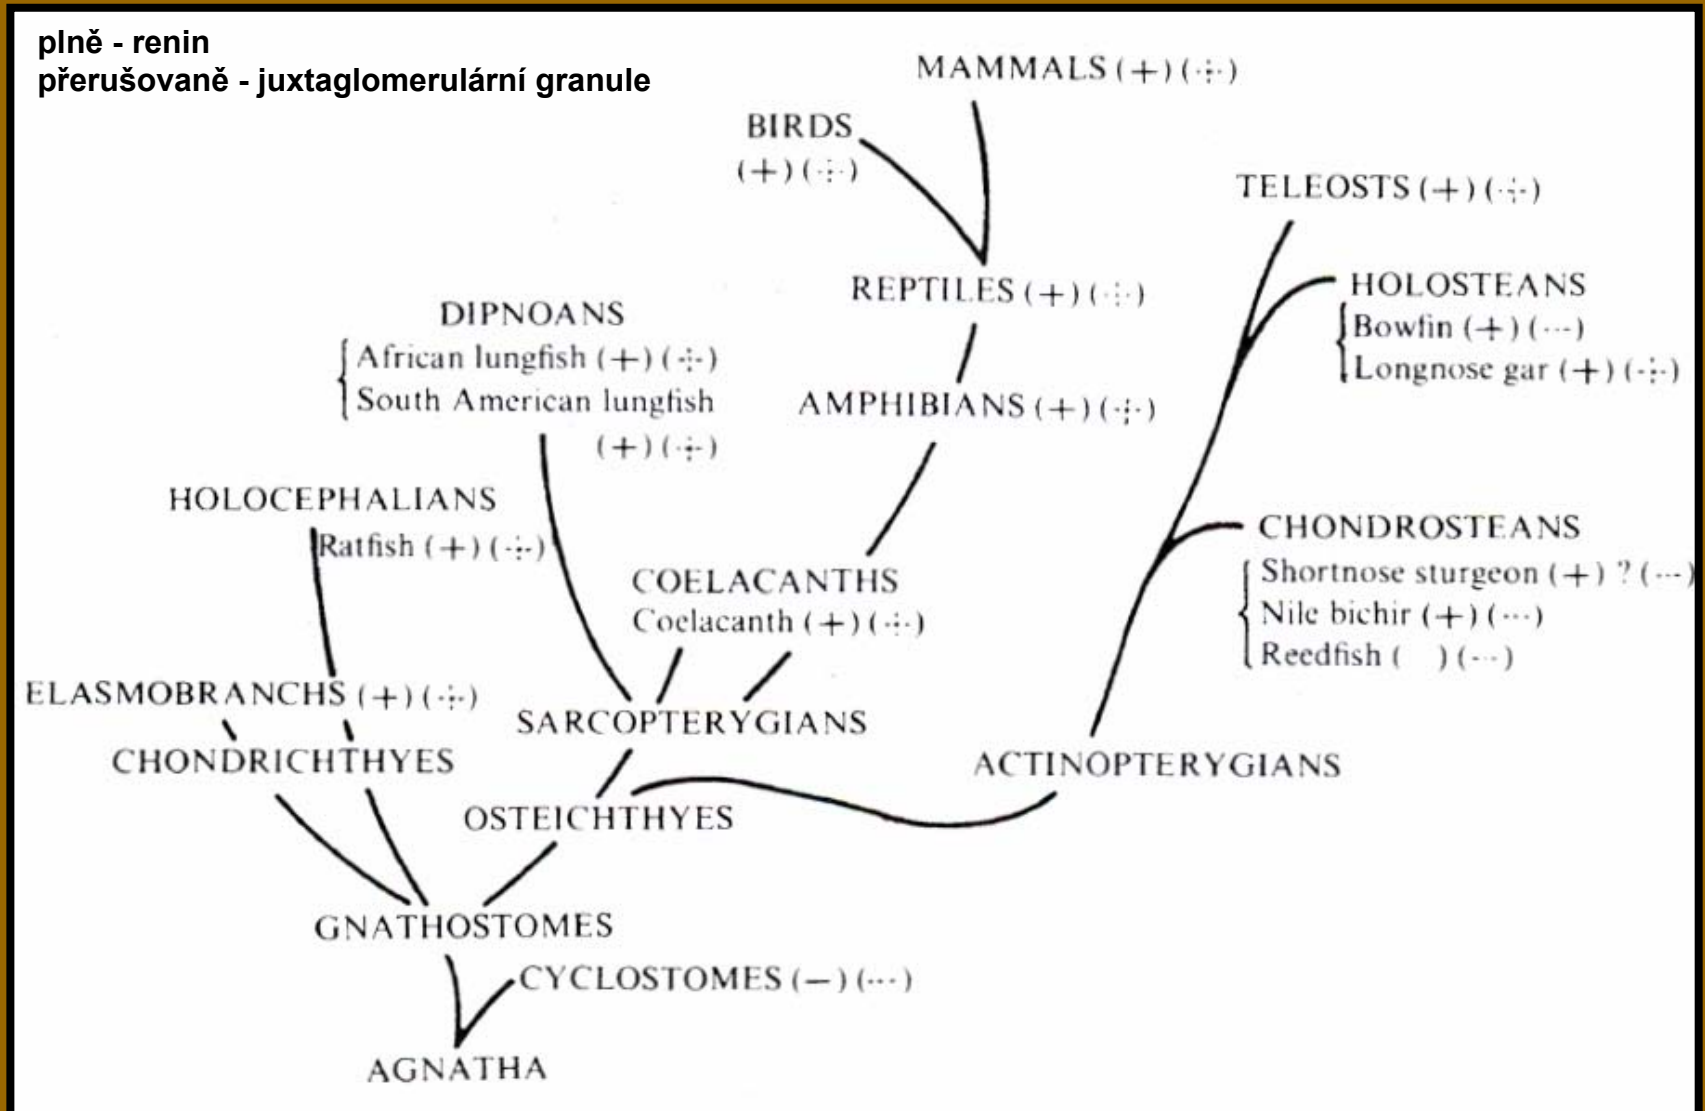 plně - renin
přerušovaně - juxtaglomerulární granule
MAMMALS (+) (·÷·)
BIRDS
(+) (·÷·)
TELEOSTS (+) (·÷·)
HOLOSTEANS
Bowfin (+) (---)
Longnose gar (+) (·÷·)
REPTILES (+) (·÷·)
DIPNOANS
African lungfish (+) (·÷·)
South American lungfish
(+) (·÷·)
AMPHIBIANS (+) (·÷·)
HOLOCEPHALIANS
Ratfish (+) (·÷·)
CHONDROSTEANS
Shortnose sturgeon (+) ? (---)
Nile bichir (+) (---)
Reedfish ( ) (---)
COELACANTHS
Coelacanth (+) (·÷·)
ELASMOBRANCHS (+) (·÷·)
SARCOPTERYGIANS
CHONDRICHTHYES
ACTINOPTERYGIANS
OSTEICHTHYES
GNATHOSTOMES
CYCLOSTOMES (−) (---)
AGNATHA